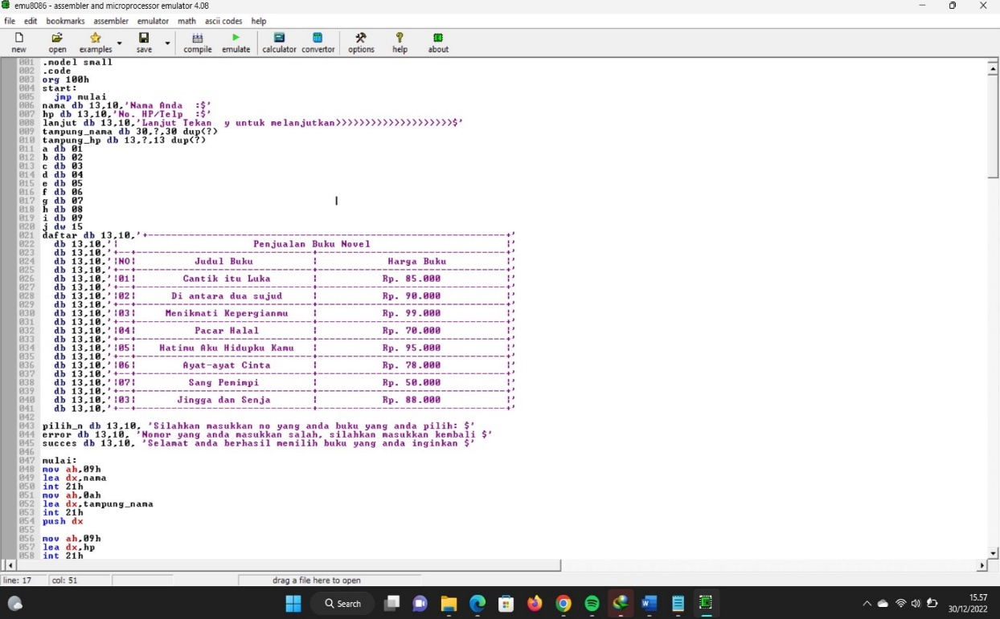 emu8086 - assembler and microprocessor emulator 4.08
file edit bookmarks assembler emulator math ascii codes help
new open examples save compile emulate calculator convertor options help about
001 .model small
002 .code
003 org 100h
004 start:
005 jmp mulai
006 nama db 13,10,'Nama Anda :$'
007 hp db 13,10,'No. HP/Telp :$'
008 lanjut db 13,10,'Lanjut Tekan y untuk melanjutkan>>>>>>>>>>>>>>>>>>>>$'
009 tampung_nama db 30,?,30 dup(?)
010 tampung_hp db 13,?,13 dup(?)
011 a db 01
012 b db 02
013 c db 03
014 d db 04
015 e db 05
016 f db 06
017 g db 07
018 h db 08
019 i db 09
020 j dw 15
021 daftar db 13,10,'+--------------------------------------------------------------+'
022 db 13,10,'| Penjualan Buku Novel |'
023 db 13,10,'+--+------------------------------+--------------------------------+'
024 db 13,10,'|NO| Judul Buku | Harga Buku |'
025 db 13,10,'+--+------------------------------+--------------------------------+'
026 db 13,10,'|01| Cantik itu Luka | Rp. 85.000 |'
027 db 13,10,'+--+------------------------------+--------------------------------+'
028 db 13,10,'|02| Di antara dua sujud | Rp. 90.000 |'
029 db 13,10,'+--+------------------------------+--------------------------------+'
030 db 13,10,'|03| Menikmati Kepergianmu | Rp. 99.000 |'
031 db 13,10,'+--+------------------------------+--------------------------------+'
032 db 13,10,'|04| Pacar Halal | Rp. 70.000 |'
033 db 13,10,'+--+------------------------------+--------------------------------+'
034 db 13,10,'|05| Hatimu Aku Hidupku Kamu | Rp. 95.000 |'
035 db 13,10,'+--+------------------------------+--------------------------------+'
036 db 13,10,'|06| Ayat-ayat Cinta | Rp. 78.000 |'
037 db 13,10,'+--+------------------------------+--------------------------------+'
038 db 13,10,'|07| Sang Pemimpi | Rp. 50.000 |'
039 db 13,10,'+--+------------------------------+--------------------------------+'
040 db 13,10,'|03| Jingga dan Senja | Rp. 88.000 |'
041 db 13,10,'+--+------------------------------+--------------------------------+'
042
043 pilih_n db 13,10, 'Silahkan masukkan no yang anda buku yang anda pilih: $'
044 error db 13,10, 'Nomor yang anda masukkan salah, silahkan masukkan kembali $'
045 succes db 13,10, 'Selamat anda berhasil memilih buku yang anda inginkan $'
046
047 mulai:
048 mov ah,09h
049 lea dx,nama
050 int 21h
051 mov ah,0ah
052 lea dx,tampung_nama
053 int 21h
054 push dx
055
056 mov ah,09h
057 lea dx,hp
058 int 21h
line: 17 col: 51 drag a file here to open
Search
15.57
30/12/2022